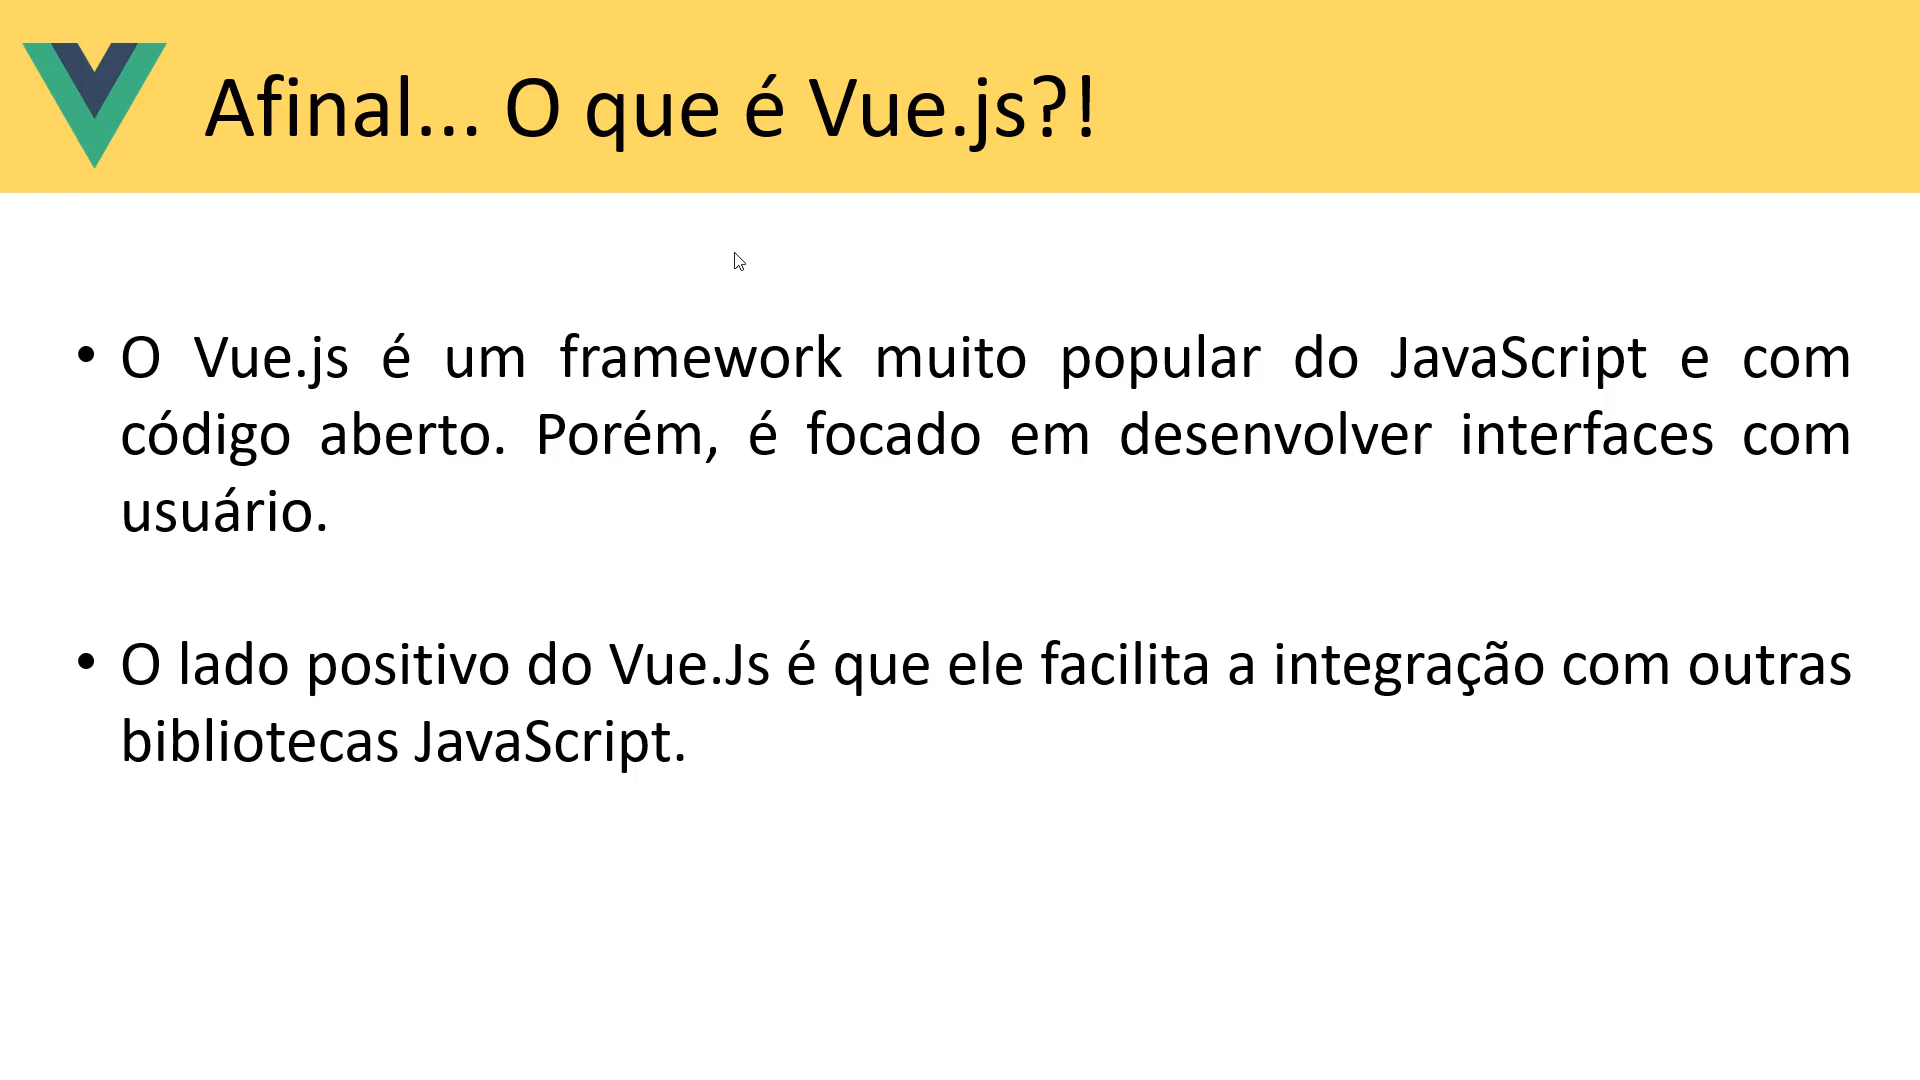 Afinal... O que é Vue.js?!
• O Vue.js é um framework muito popular do JavaScript e com
código aberto. Porém, é focado em desenvolver interfaces com
usuário.
• O lado positivo do Vue.Js é que ele facilita a integração com outras
bibliotecas JavaScript.